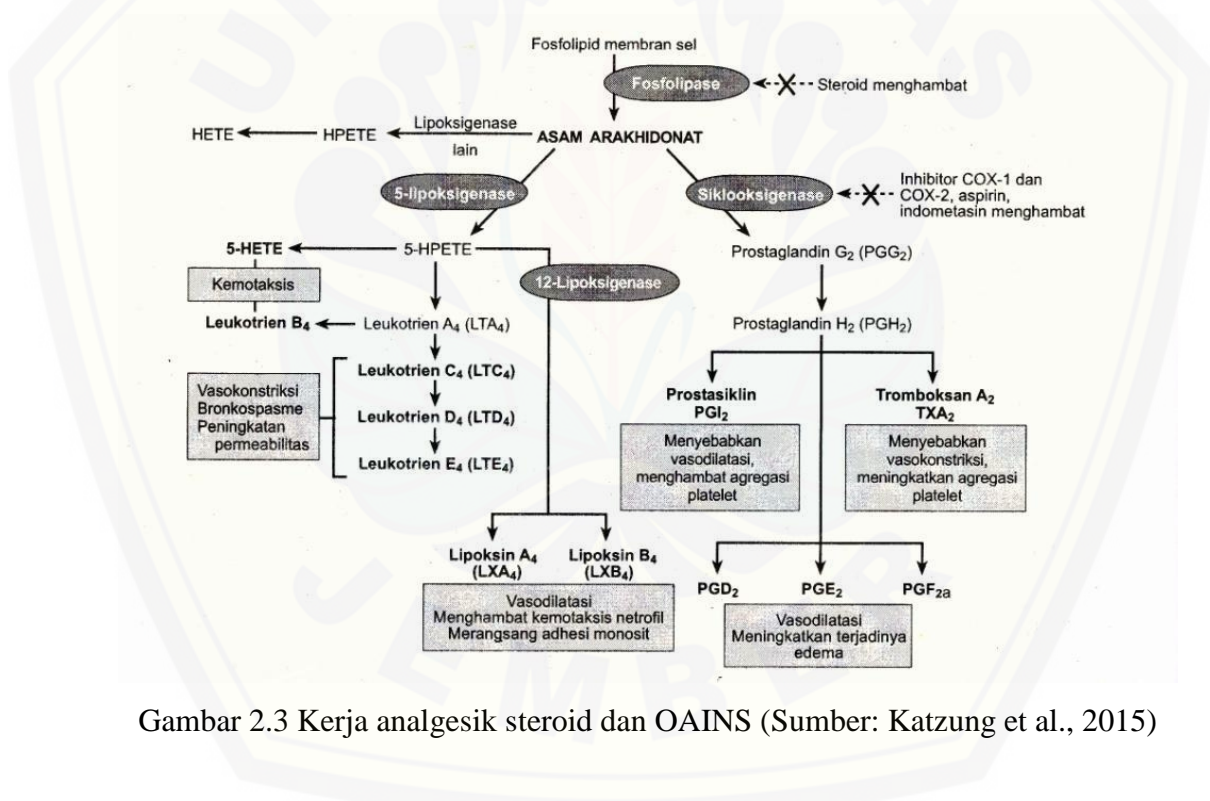 Fosfolipid membran sel
Fosfolipase
Steroid menghambat
HETE
HPETE
Lipoksigenase
lain
ASAM ARAKHIDONAT
5-lipoksigenase
Siklooksigenase
Inhibitor COX-1 dan
COX-2, aspirin,
indometasin menghambat
5-HETE
5-HPETE
Prostaglandin G₂ (PGG₂)
Kemotaksis
12-Lipoksigenase
Leukotrien B₄
Leukotrien A₄ (LTA₄)
Prostaglandin H₂ (PGH₂)
Leukotrien C₄ (LTC₄)
Vasokonstriksi
Bronkospasme
Peningkatan
permeabilitas
Leukotrien D₄ (LTD₄)
Leukotrien E₄ (LTE₄)
Prostasiklin
PGI₂
Menyebabkan
vasodilatasi,
menghambat agregasi
platelet
Tromboksan A₂
TXA₂
Menyebabkan
vasokonstriksi,
meningkatkan agregasi
platelet
Lipoksin A₄
(LXA₄)
Lipoksin B₄
(LXB₄)
Vasodilatasi
Menghambat kemotaksis netrofil
Merangsang adhesi monosit
PGD₂
PGE₂
PGF₂ₐ
Vasodilatasi
Meningkatkan terjadinya
edema
JEMBER
Gambar 2.3 Kerja analgesik steroid dan OAINS (Sumber: Katzung et al., 2015)